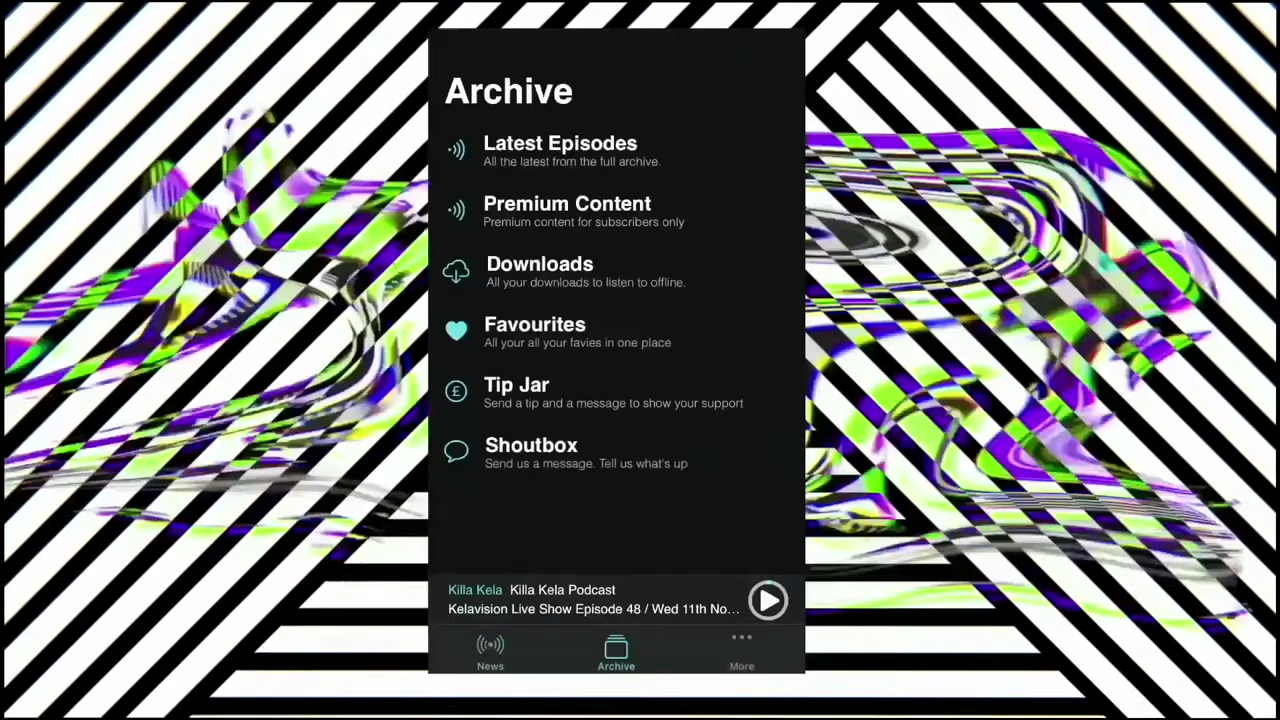 Archive
Latest Episodes
All the latest from the full archive.
Premium Content
Premium content for subscribers only
Downloads
All your downloads to listen to offline.
Favourites
All your all your favies in one place
£
Tip Jar
Send a tip and a message to show your support
Shoutbox
Send us a message. Tell us what's up
Killa Kela Killa Kela Podcast
Kelavision Live Show Episode 48 / Wed 11th No...
News
Archive
More